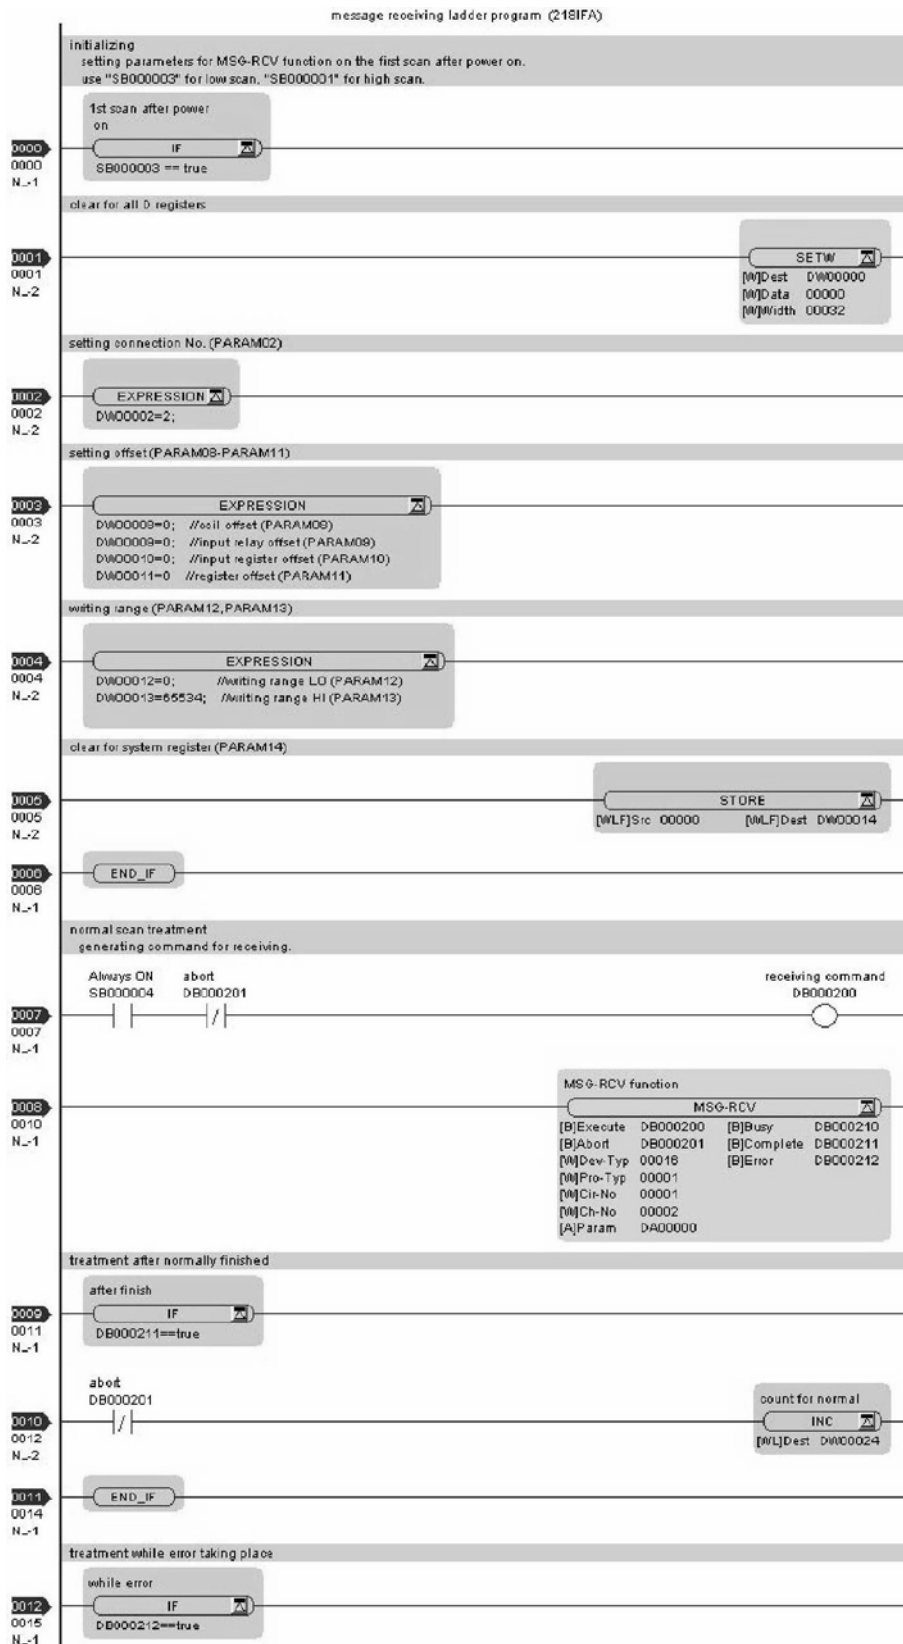 message receiving ladder program (218IFA)
initializing
setting parameters for MSG-RCV function on the first scan after power on.
use "SB000003" for low scan, "SB000001" for high scan.
1st scan after power
on
0000
IF
0000
SB000003 == true
N_-1
clear for all D registers
0001
SETW
0001
[W]Dest DW00000
N_-2
[W]Data 00000
[W]Width 00032
setting connection No. (PARAM02)
0002
EXPRESSION
0002
DW00002=2;
N_-2
setting offset(PARAM08-PARAM11)
0003
EXPRESSION
0003
DW00008=0; //coil offset (PARAM08)
N_-2
DW00009=0; //input relay offset (PARAM09)
DW00010=0; //input register offset (PARAM10)
DW00011=0 //register offset (PARAM11)
writing range (PARAM12,PARAM13)
0004
EXPRESSION
0004
DW00012=0; //writing range LO (PARAM12)
N_-2
DW00013=65534; //writing range HI (PARAM13)
clear for system register (PARAM14)
0005
STORE
0005
[WLF]Src 00000 [WLF]Dest DW00014
N_-2
0006
END_IF
0006
N_-1
normal scan treatment
generating command for receiving.
Always ON abort receiving command
SB000004 DB000201 DB000200
0007
0007
N_-1
MSG-RCV function
0008
MSG-RCV
0010
[B]Execute DB000200 [B]Busy DB000210
N_-1
[B]Abort DB000201 [B]Complete DB000211
[W]Dev-Typ 00016 [B]Error DB000212
[W]Pro-Typ 00001
[W]Cir-No 00001
[W]Ch-No 00002
[A]Param DA00000
treatment after normally finished
after finish
0009
IF
0011
DB000211==true
N_-1
abort
DB000201
count for normal
0010
INC
0012
[WL]Dest DW00024
N_-2
0011
END_IF
0014
N_-1
treatment while error taking place
while error
0012
IF
0015
DB000212==true
N_-1